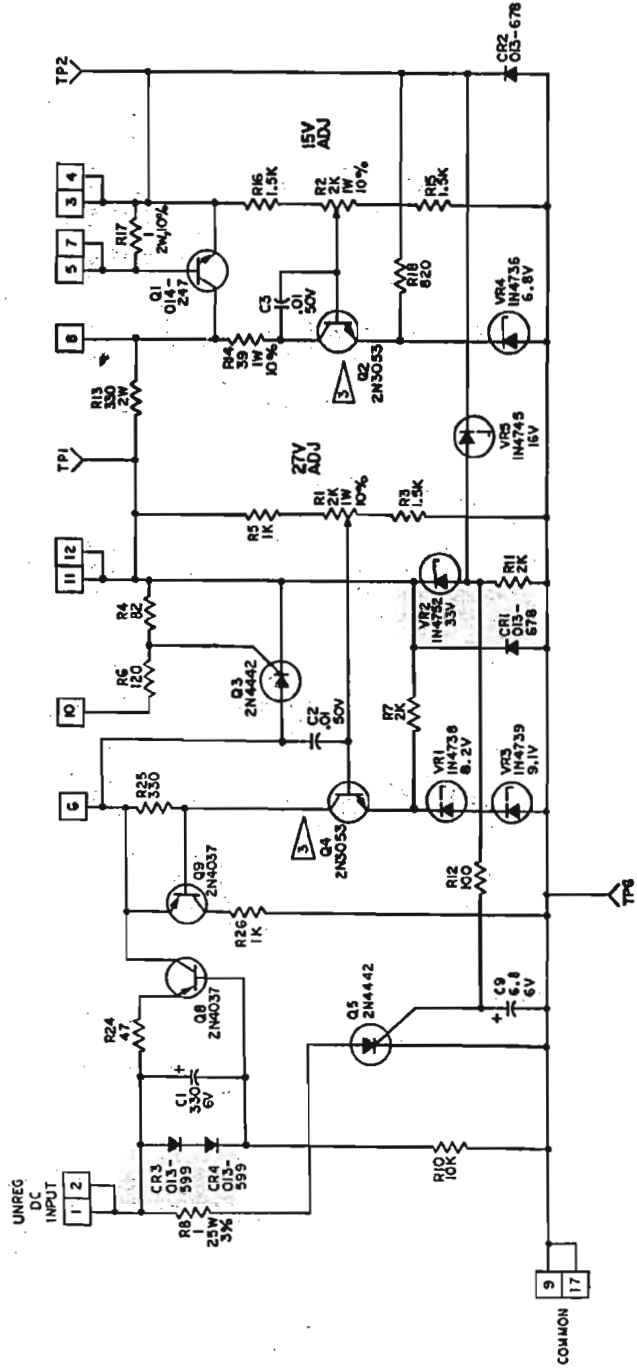 UNREG
DC
INPUT
1 2
R8
1
25W
3%
CR3
013-
599
CR4
013-
599
C1
330
6V
+
R24
47
Q8
2N4037
Q9
2N4037
R26
1K
R10
10K
Q5
2N4442
+
C9
6.8
6V
R12
100
6
R25
330
3
Q4
2N3053
C2
.01
50V
Q3
2N4442
10
R6
120
R4
82
11 12
R7
2K
VR1
1N4738
8.2V
VR3
1N4739
9.1V
VR2
1N4752
33V
CR1
013-
678
R11
2K
TP1
R13
330
2W
R5
1K
27V
ADJ
R1
2K
1W
10%
R3
1.5K
8
R14
39
1W
10%
C3
.01
50V
3
Q2
2N3053
Q1
014-
247
5 7
R17
1
2W,10%
3 4
TP2
R16
1.5K
15V
ADJ
R2
2K
1W
10%
R15
1.5K
R18
820
VR5
1N4745
16V
VR4
1N4736
6.8V
CR2
013-678
TP6
9 17
COMMON